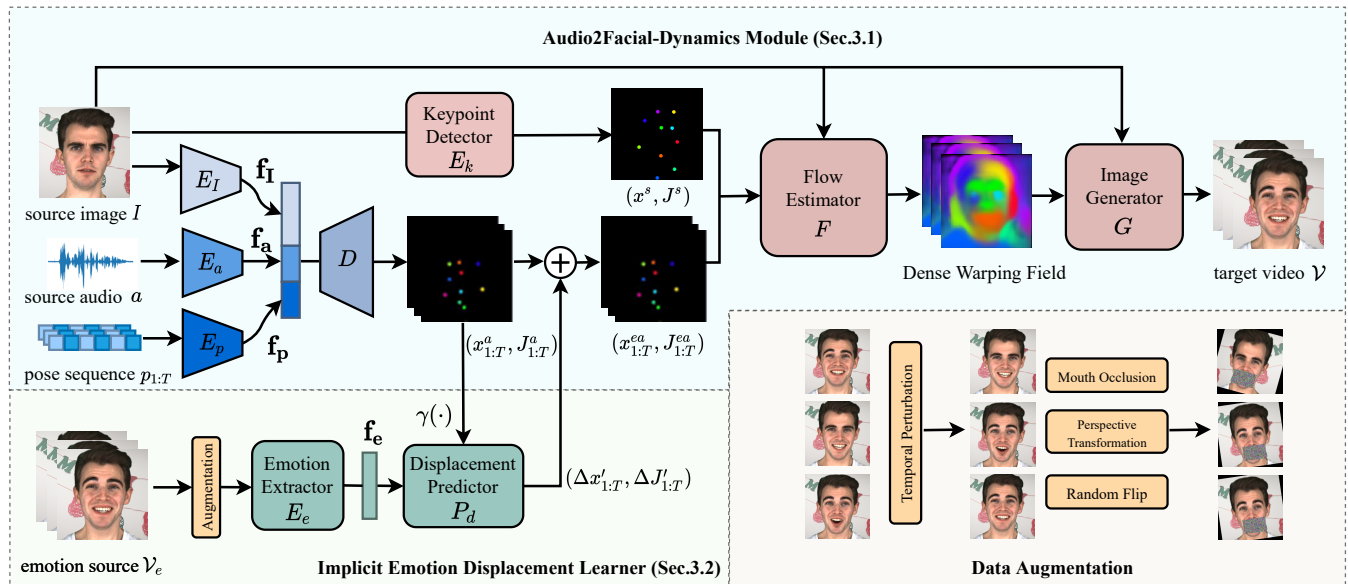 Audio2Facial-Dynamics Module (Sec.3.1)
Keypoint
Detector
E_k
(x^s, J^s)
source image I
E_I
f_I
source audio a
E_a
f_a
pose sequence p_{1:T}
E_p
f_p
D
(x^a_{1:T}, J^a_{1:T})
+
(x^{ea}_{1:T}, J^{ea}_{1:T})
Flow
Estimator
F
Dense Warping Field
Image
Generator
G
target video 𝒱
emotion source 𝒱_e
Augmentation
Emotion
Extractor
E_e
f_e
γ(·)
Displacement
Predictor
P_d
(Δx′_{1:T}, ΔJ′_{1:T})
Implicit Emotion Displacement Learner (Sec.3.2)
Temporal Perturbation
Mouth Occlusion
Perspective
Transformation
Random Flip
Data Augmentation